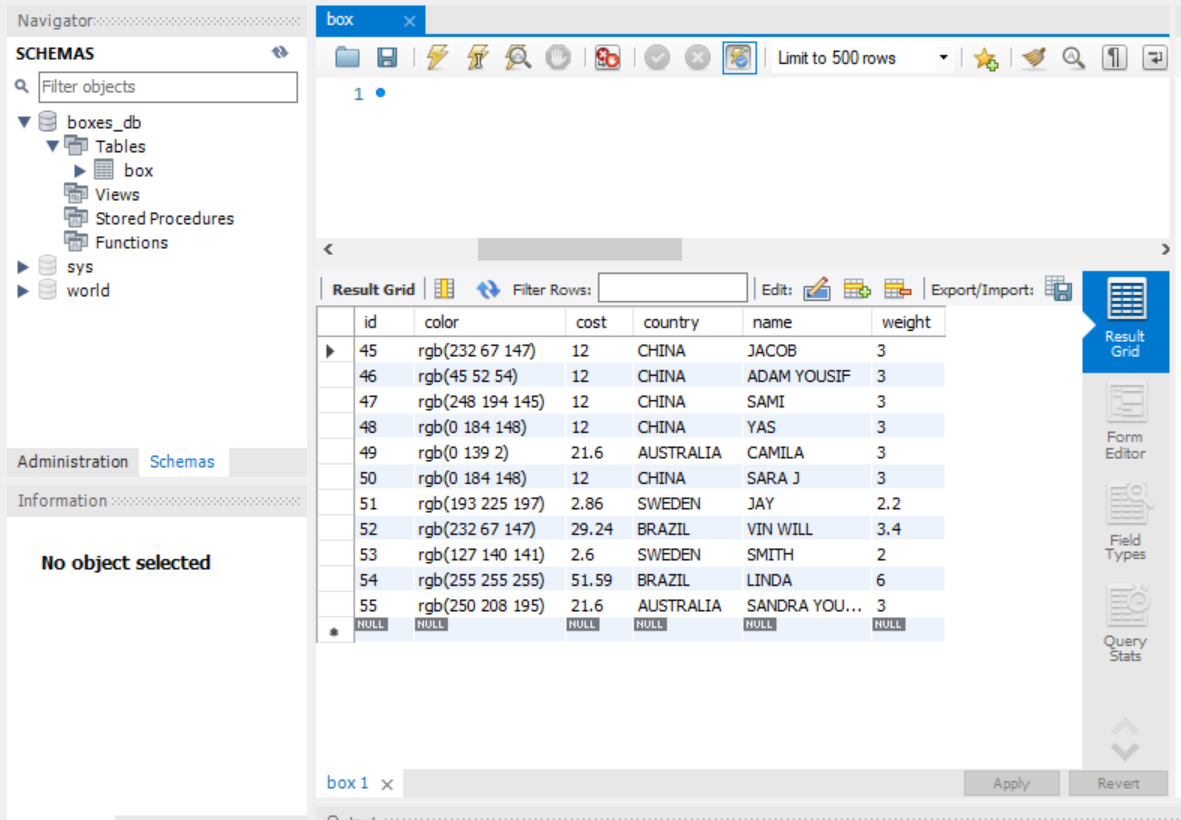 Navigator
SCHEMAS
Filter objects
boxes_db
Tables
box
Views
Stored Procedures
Functions
sys
world
Administration Schemas
Information
No object selected
box
Limit to 500 rows
1
Result Grid Filter Rows: Edit: Export/Import:
id color cost country name weight
45 rgb(232 67 147) 12 CHINA JACOB 3
46 rgb(45 52 54) 12 CHINA ADAM YOUSIF 3
47 rgb(248 194 145) 12 CHINA SAMI 3
48 rgb(0 184 148) 12 CHINA YAS 3
49 rgb(0 139 2) 21.6 AUSTRALIA CAMILA 3
50 rgb(0 184 148) 12 CHINA SARA J 3
51 rgb(193 225 197) 2.86 SWEDEN JAY 2.2
52 rgb(232 67 147) 29.24 BRAZIL VIN WILL 3.4
53 rgb(127 140 141) 2.6 SWEDEN SMITH 2
54 rgb(255 255 255) 51.59 BRAZIL LINDA 6
55 rgb(250 208 195) 21.6 AUSTRALIA SANDRA YOU... 3
NULL NULL NULL NULL NULL NULL
Result
Grid
Form
Editor
Field
Types
Query
Stats
box 1
Apply Revert